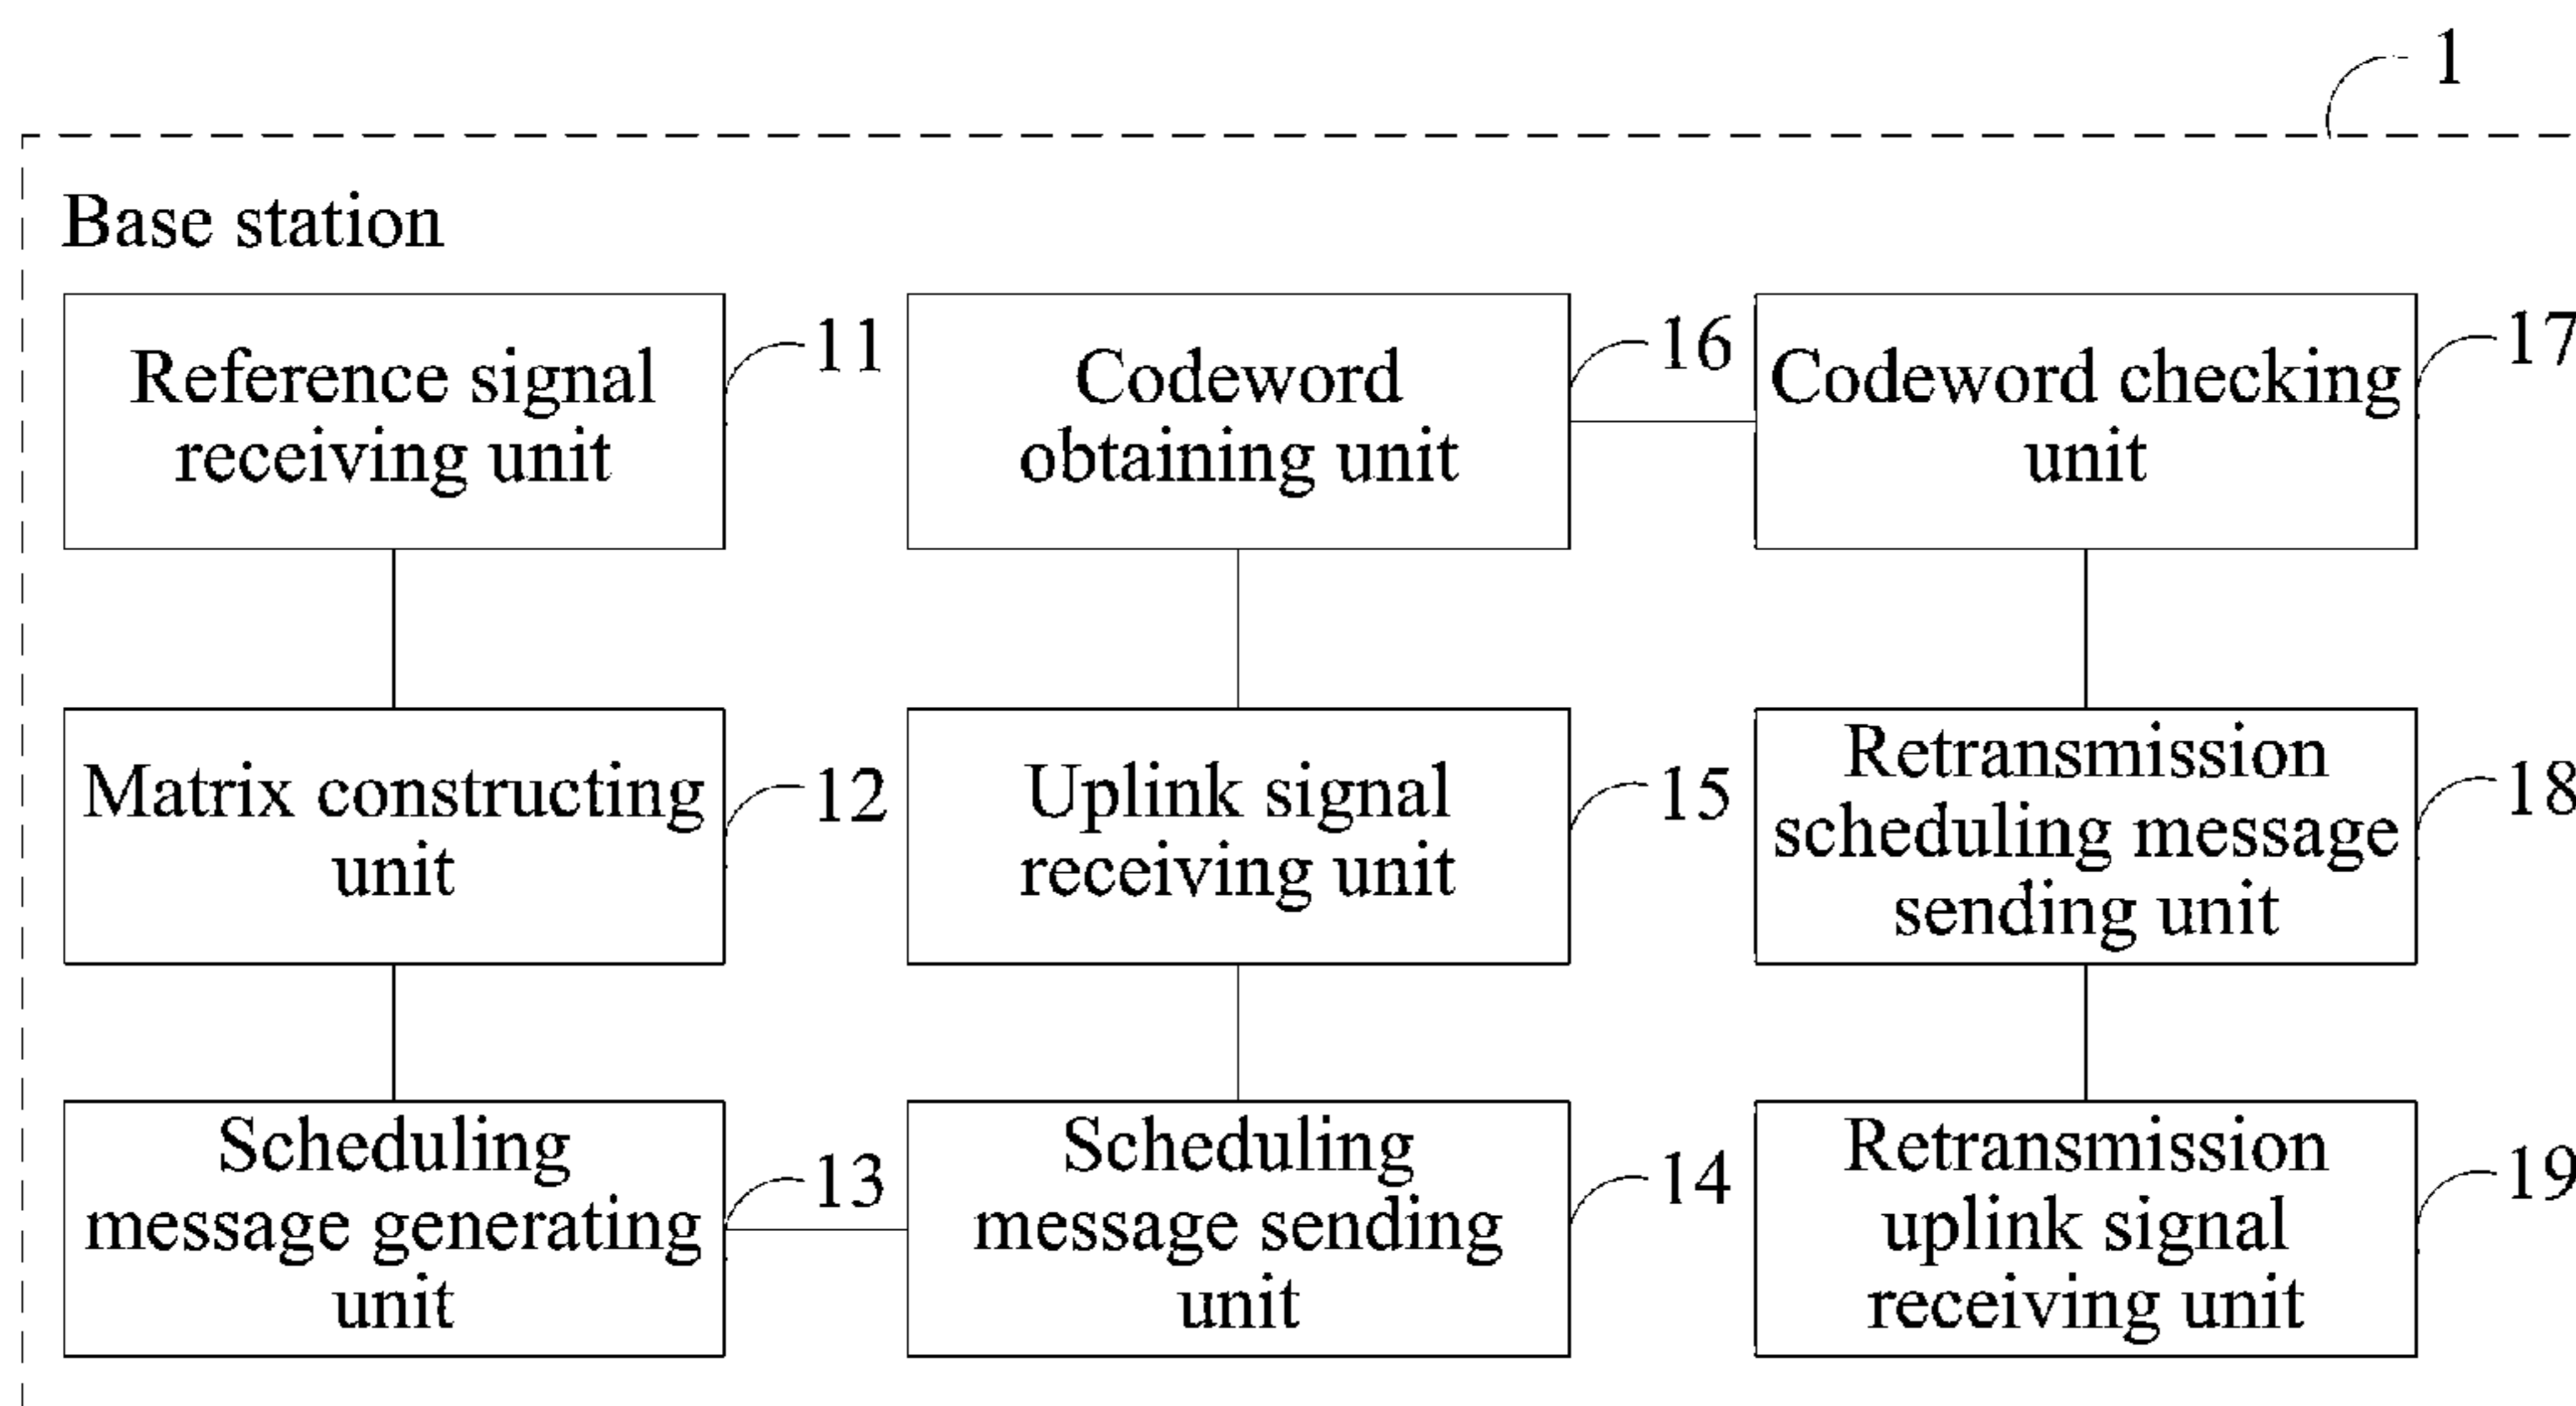 1
Base station
Reference signal
receiving unit
11
Codeword
obtaining unit
16
Codeword checking
unit
17
Matrix constructing
unit
12
Uplink signal
receiving unit
15
Retransmission
scheduling message
sending unit
18
Scheduling
message generating
unit
13
Scheduling
message sending
unit
14
Retransmission
uplink signal
receiving unit
19